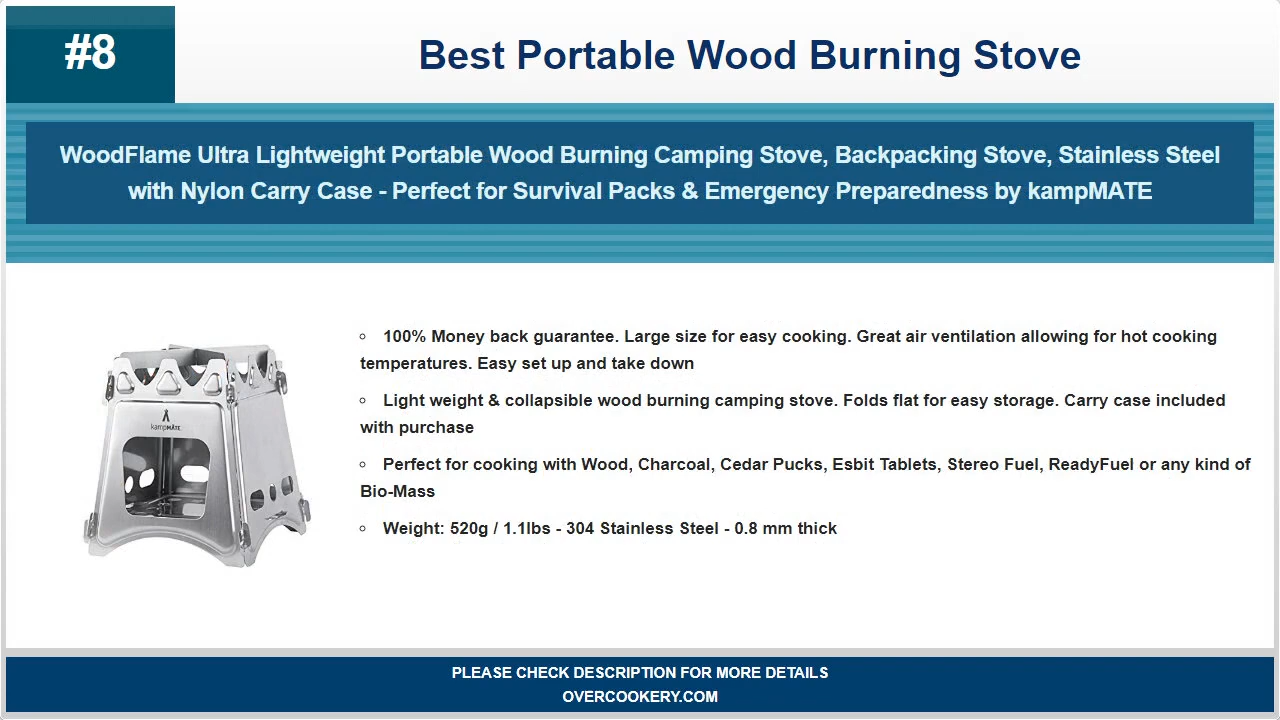 #8
Best Portable Wood Burning Stove
WoodFlame Ultra Lightweight Portable Wood Burning Camping Stove, Backpacking Stove, Stainless Steel
with Nylon Carry Case - Perfect for Survival Packs & Emergency Preparedness by kampMATE
100% Money back guarantee. Large size for easy cooking. Great air ventilation allowing for hot cooking
temperatures. Easy set up and take down
Light weight & collapsible wood burning camping stove. Folds flat for easy storage. Carry case included
with purchase
Perfect for cooking with Wood, Charcoal, Cedar Pucks, Esbit Tablets, Stereo Fuel, ReadyFuel or any kind of
Bio-Mass
Weight: 520g / 1.1lbs - 304 Stainless Steel - 0.8 mm thick
kampMATE
PLEASE CHECK DESCRIPTION FOR MORE DETAILS
OVERCOOKERY.COM